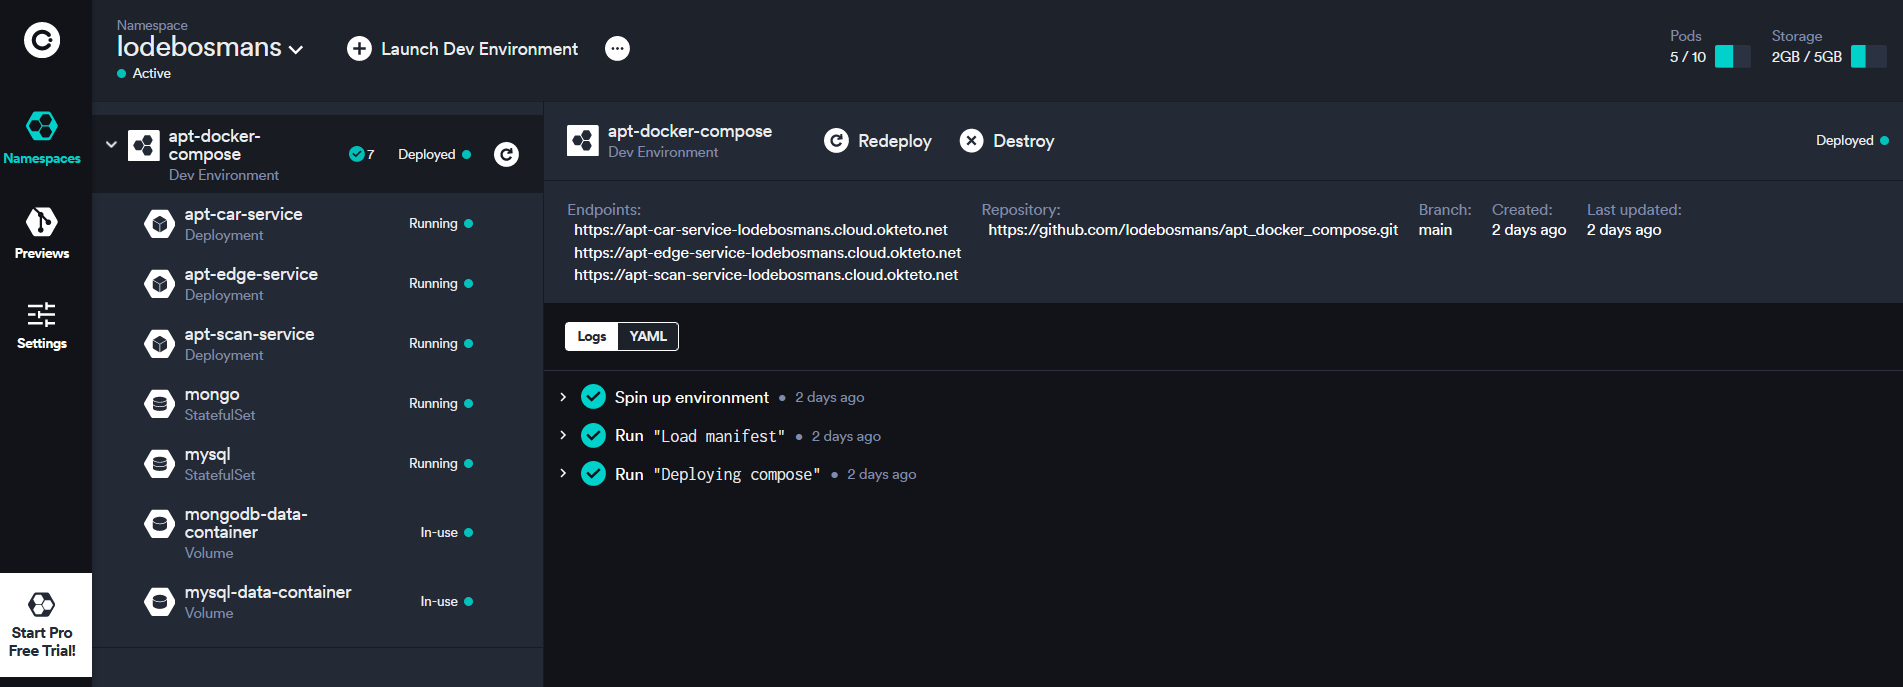 Namespaces
Previews
Settings
Start Pro
Free Trial!
Namespace
lodebosmans
Active
Launch Dev Environment
Pods
5 / 10
Storage
2GB / 5GB
apt-docker-
compose
Dev Environment
7
Deployed
apt-car-service
Deployment
Running
apt-edge-service
Deployment
Running
apt-scan-service
Deployment
Running
mongo
StatefulSet
Running
mysql
StatefulSet
Running
mongodb-data-
container
Volume
In-use
mysql-data-container
Volume
In-use
apt-docker-compose
Dev Environment
Redeploy
Destroy
Deployed
Endpoints:
https://apt-car-service-lodebosmans.cloud.okteto.net
https://apt-edge-service-lodebosmans.cloud.okteto.net
https://apt-scan-service-lodebosmans.cloud.okteto.net
Repository:
https://github.com/lodebosmans/apt_docker_compose.git
Branch:
main
Created:
2 days ago
Last updated:
2 days ago
Logs
YAML
Spin up environment • 2 days ago
Run "Load manifest" • 2 days ago
Run "Deploying compose" • 2 days ago